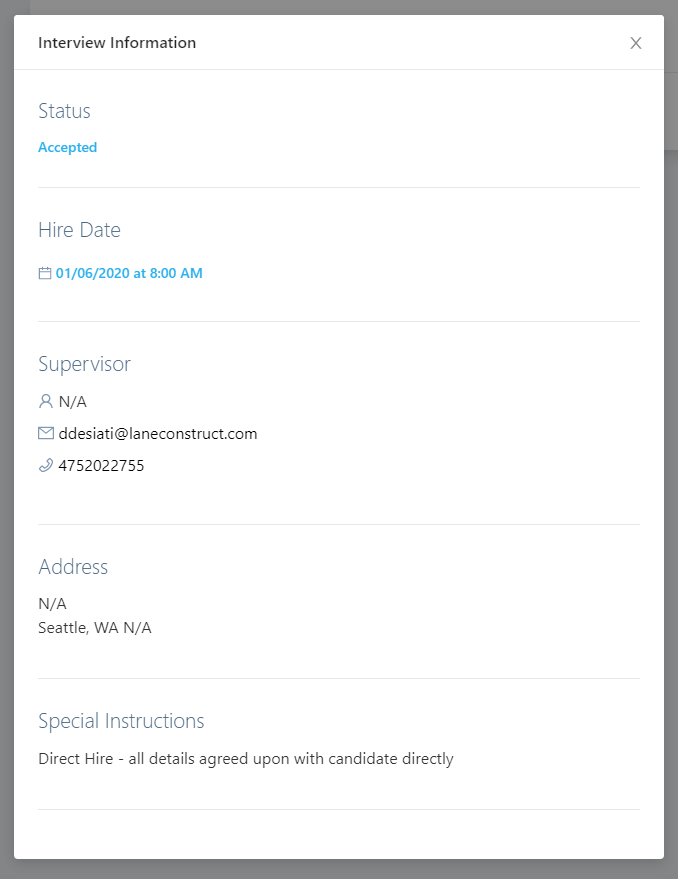 Interview Information
Status
Accepted
Hire Date
01/06/2020 at 8:00 AM
Supervisor
N/A
ddesiati@laneconstruct.com
4752022755
Address
N/A
Seattle, WA N/A
Special Instructions
Direct Hire - all details agreed upon with candidate directly